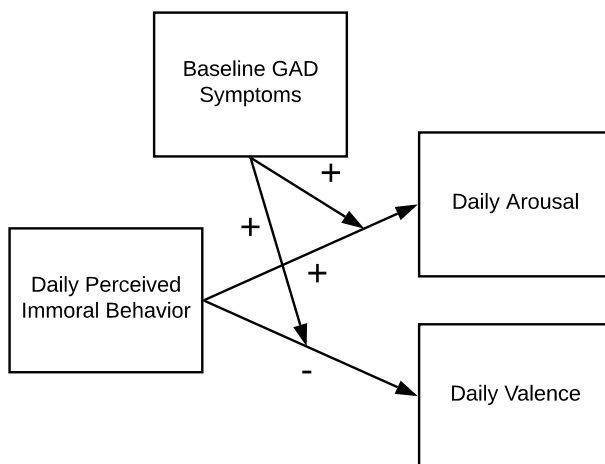 Baseline GAD
Symptoms
+
Daily Arousal
+
+
Daily Perceived
Immoral Behavior
-
Daily Valence